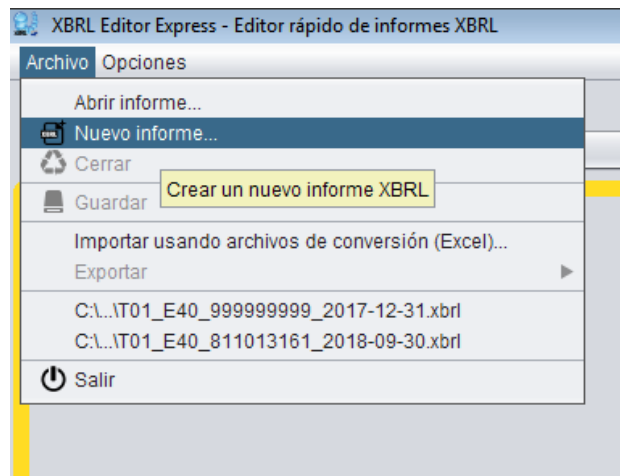 XBRL Editor Express - Editor rápido de informes XBRL
Archivo Opciones
Abrir informe...
Nuevo informe...
Cerrar
Crear un nuevo informe XBRL
Guardar
Importar usando archivos de conversión (Excel)...
Exportar
C:\...\T01_E40_999999999_2017-12-31.xbrl
C:\...\T01_E40_811013161_2018-09-30.xbrl
Salir